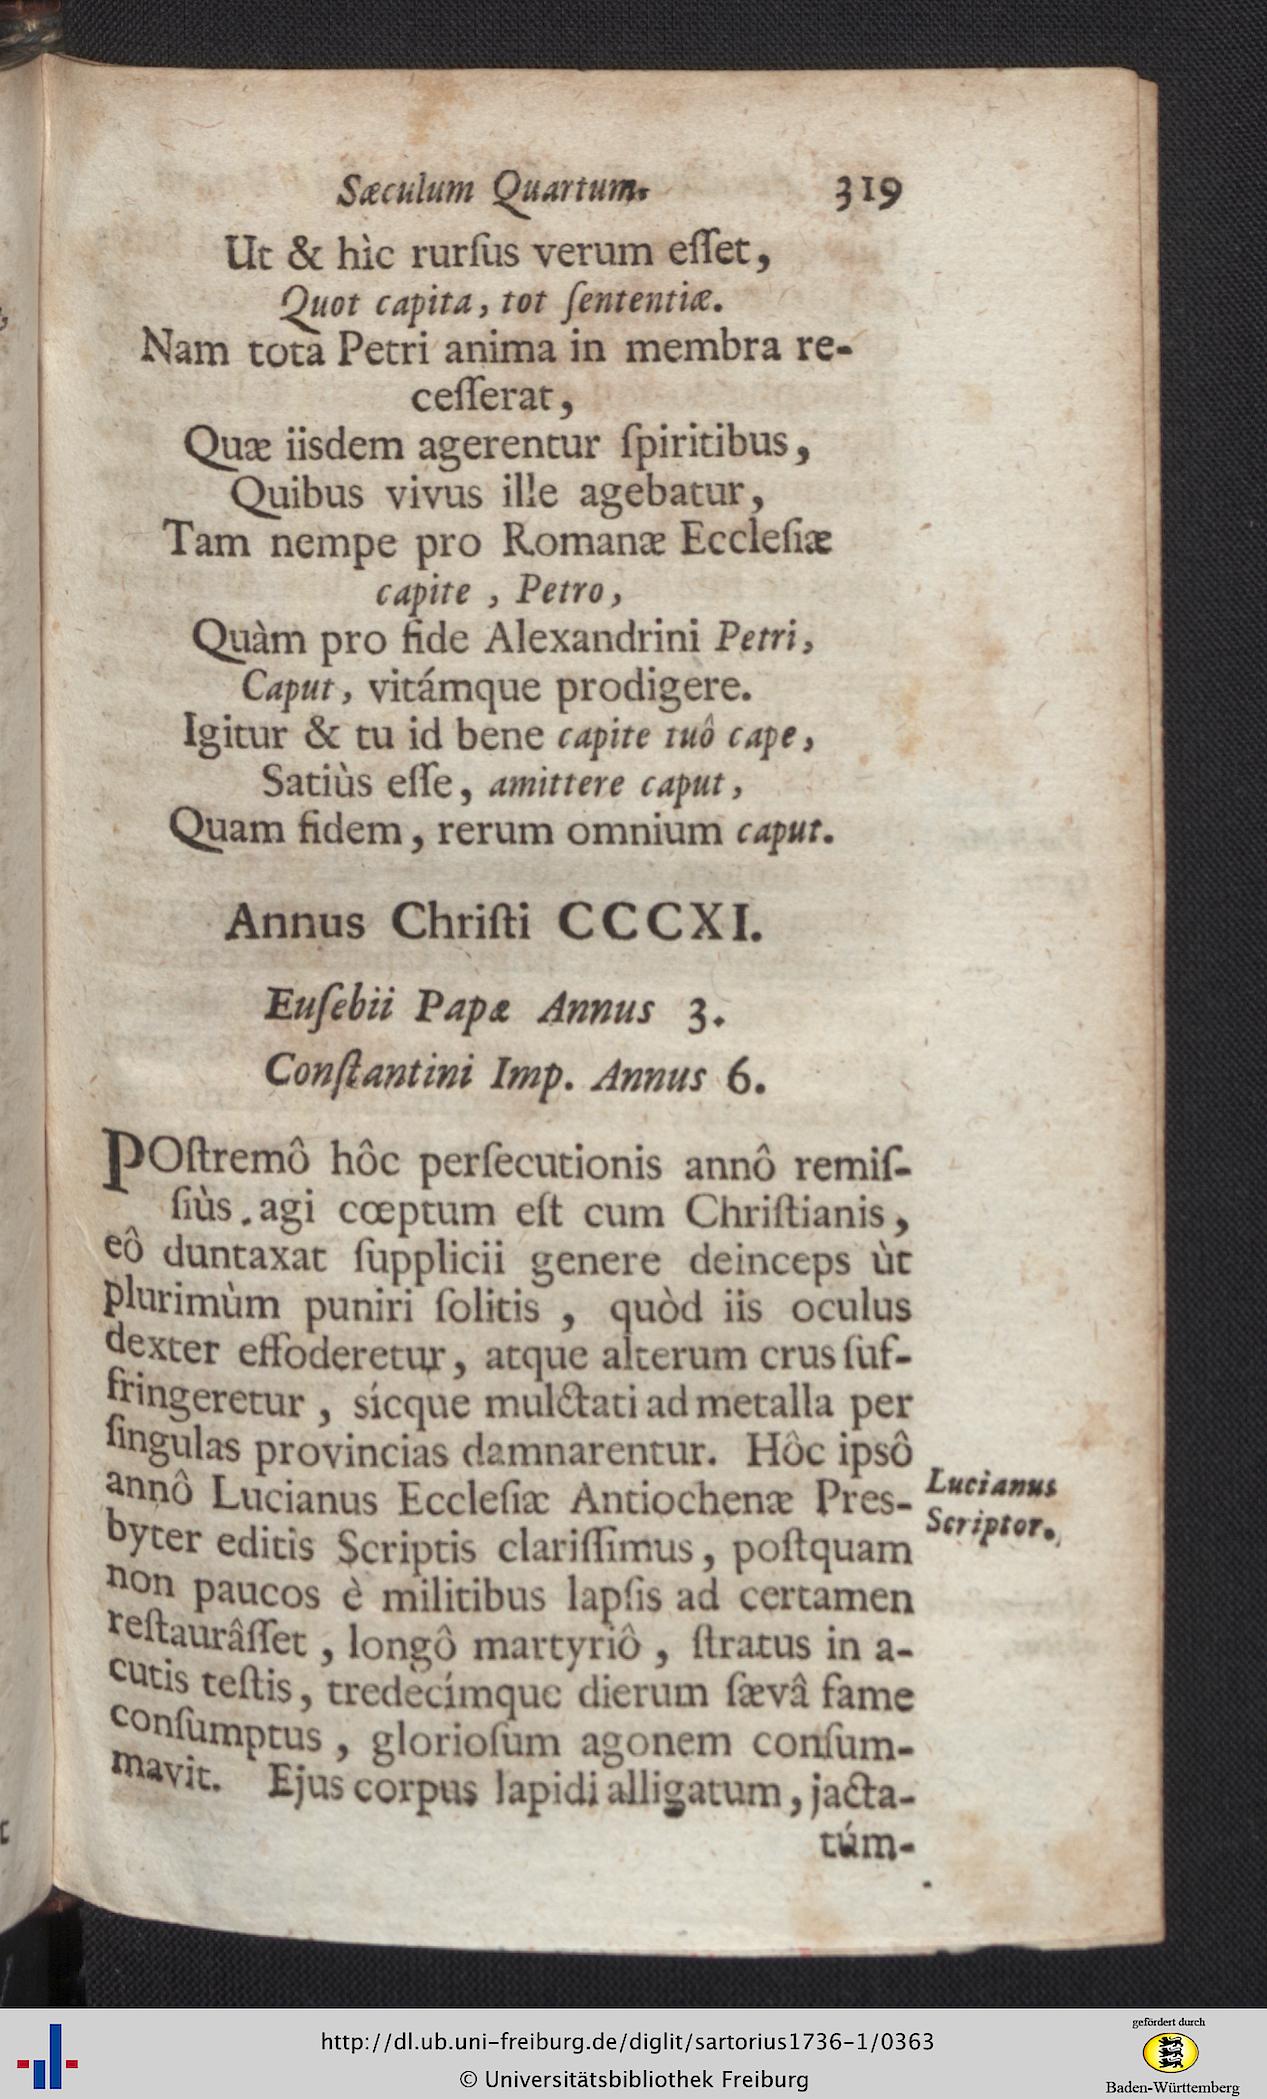 Sæculum Quartum. 319
Ut & hìc rurſus verum eſſet,
Quot capita, tot ſententiæ.
Nam tota Petri anima in membra re-
ceſſerat,
Quæ iisdem agerentur ſpiritibus,
Quibus vivus ille agebatur,
Tam nempe pro Romanæ Eccleſiæ
capite, Petro,
Quàm pro fide Alexandrini Petri,
Caput, vitámque prodigere.
Igitur & tu id bene capite tuô cape,
Satiùs eſſe, amittere caput,
Quam fidem, rerum omnium caput.
Annus Chriſti CCCXI.
Euſebii Papæ Annus 3.
Conſtantini Imp. Annus 6.
POſtremô hôc perſecutionis annô remiſ-
ſiùs.agi cœptum eſt cum Chriſtianis,
eô duntaxat ſupplicii genere deinceps ùt
plurimùm puniri ſolitis, quòd iis oculus
dexter effoderetur, atque alterum crus ſuf-
fringeretur, sícque mulctati ad metalla per
ſingulas provincias damnarentur. Hôc ipsô
annô Lucianus Eccleſiæ Antiochenæ Pres-
byter editis Scriptis clariſſimus, poſtquam
non paucos è militibus lapſis ad certamen
reſtaurâſſet, longô martyriô, ſtratus in a-
cutis teſtis, tredecímque dierum ſævâ fame
conſumptus, glorioſum agonem conſum-
mavit. Ejus corpus lapidi alligatum, jacta-
túm-
Lucianus
Scriptor.
http://dl.ub.uni-freiburg.de/diglit/sartorius1736-1/0363
© Universitätsbibliothek Freiburg
gefördert durch
Baden-Württemberg